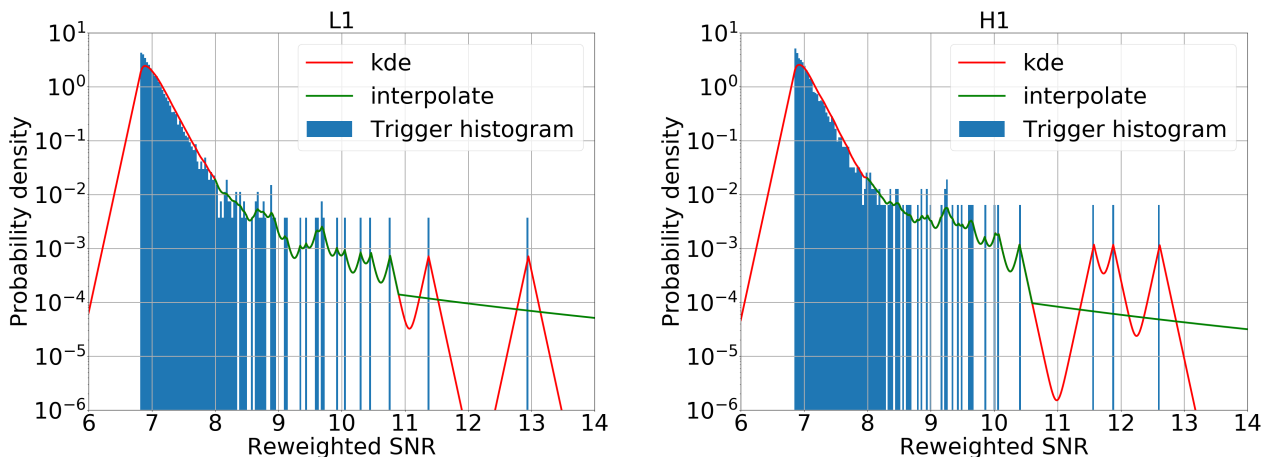 L1
Probability density
10^1
10^0
10^-1
10^-2
10^-3
10^-4
10^-5
10^-6
kde
interpolate
Trigger histogram
6 7 8 9 10 11 12 13 14
Reweighted SNR
H1
Probability density
10^1
10^0
10^-1
10^-2
10^-3
10^-4
10^-5
10^-6
kde
interpolate
Trigger histogram
6 7 8 9 10 11 12 13 14
Reweighted SNR